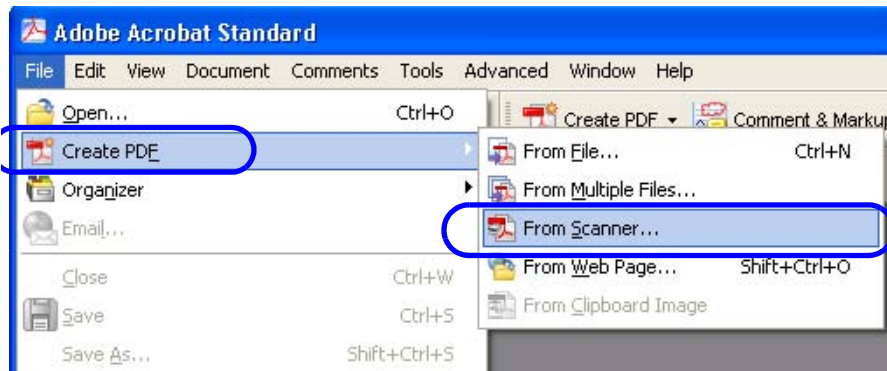 Adobe Acrobat Standard
File Edit View Document Comments Tools Advanced Window Help
Open... Ctrl+O
Create PDF
Organizer
Email...
Close Ctrl+W
Save Ctrl+S
Save As... Shift+Ctrl+S
Create PDF Comment & Markup
From File... Ctrl+N
From Multiple Files...
From Scanner...
From Web Page... Shift+Ctrl+O
From Clipboard Image